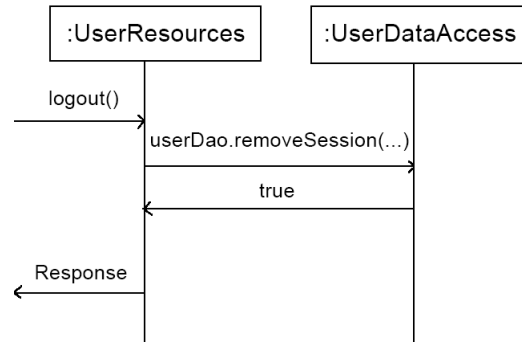 :UserResources
:UserDataAccess
logout()
userDao.removeSession(...)
true
Response